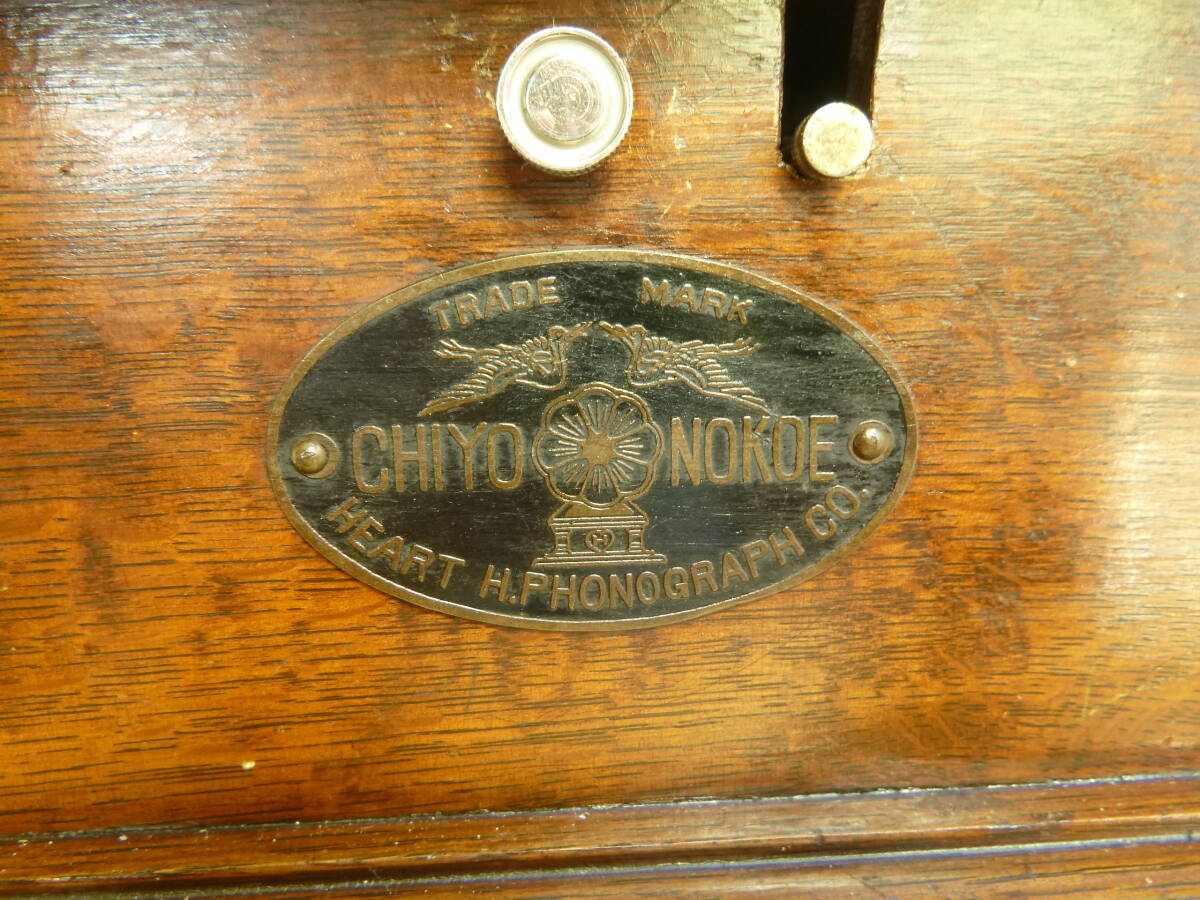 TRADE MARK
CHIYO NOKOE
H
HEART H.PHONOGRAPH CO.